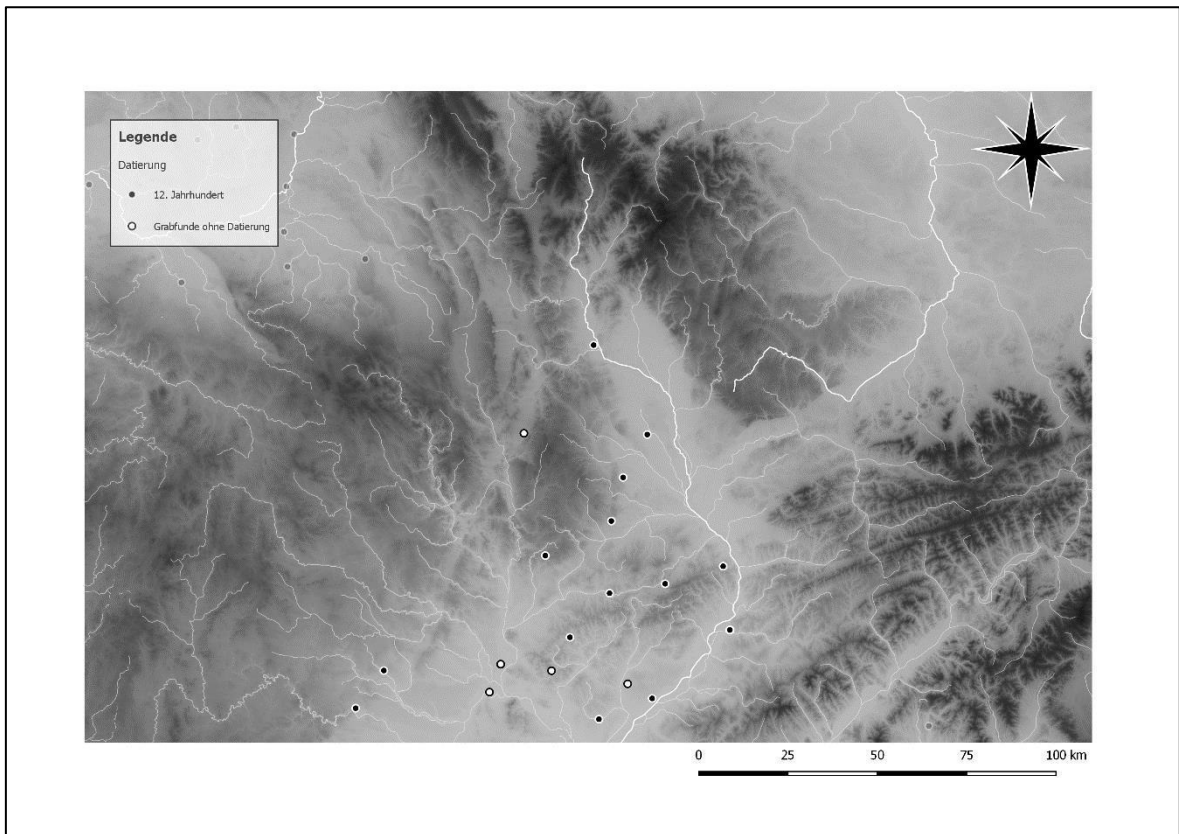 Legende
Datierung
12. Jahrhundert
Grabfunde ohne Datierung
0 25 50 75 100 km